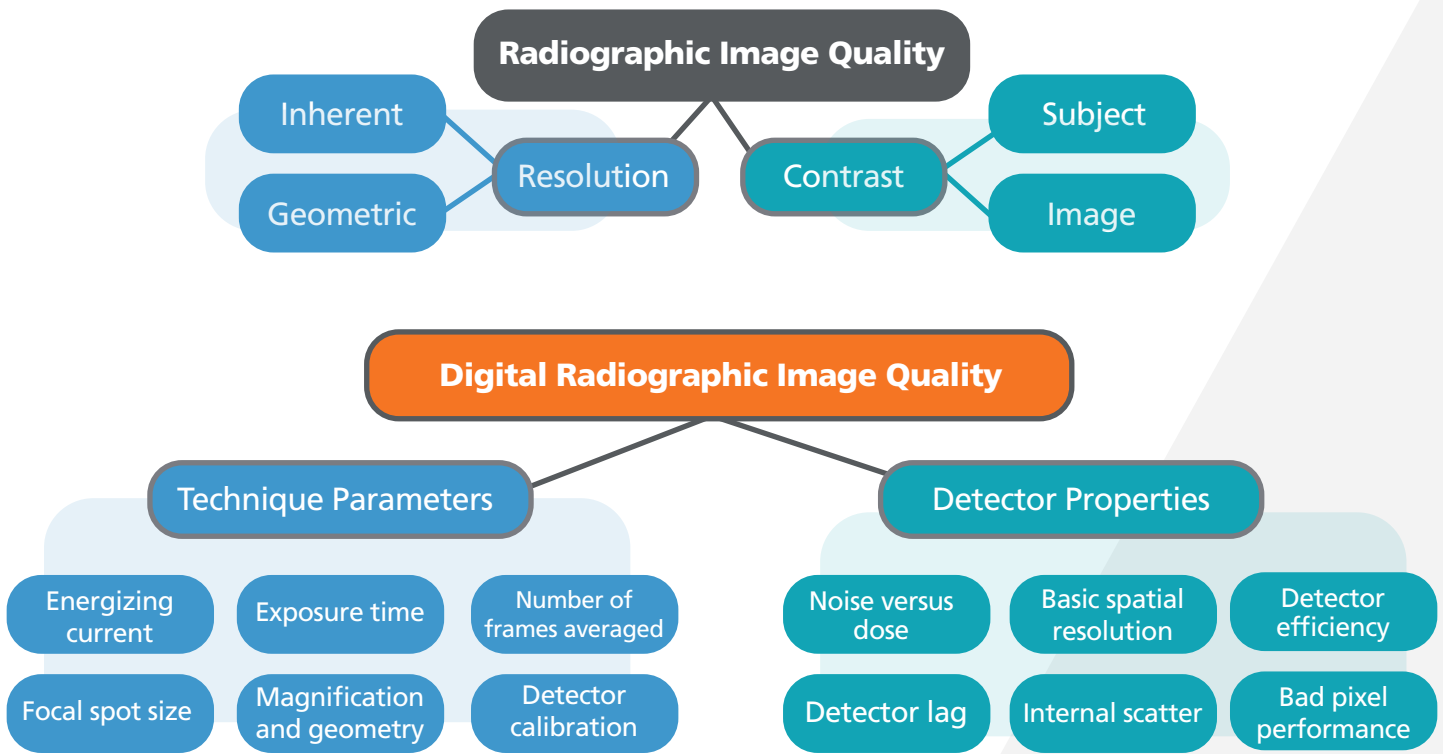 Radiographic Image Quality
Inherent
Subject
Resolution
Contrast
Geometric
Image
Digital Radiographic Image Quality
Technique Parameters
Detector Properties
Energizing
current
Exposure time
Number of
frames averaged
Noise versus
dose
Basic spatial
resolution
Detector
efficiency
Focal spot size
Magnification
and geometry
Detector
calibration
Detector lag
Internal scatter
Bad pixel
performance